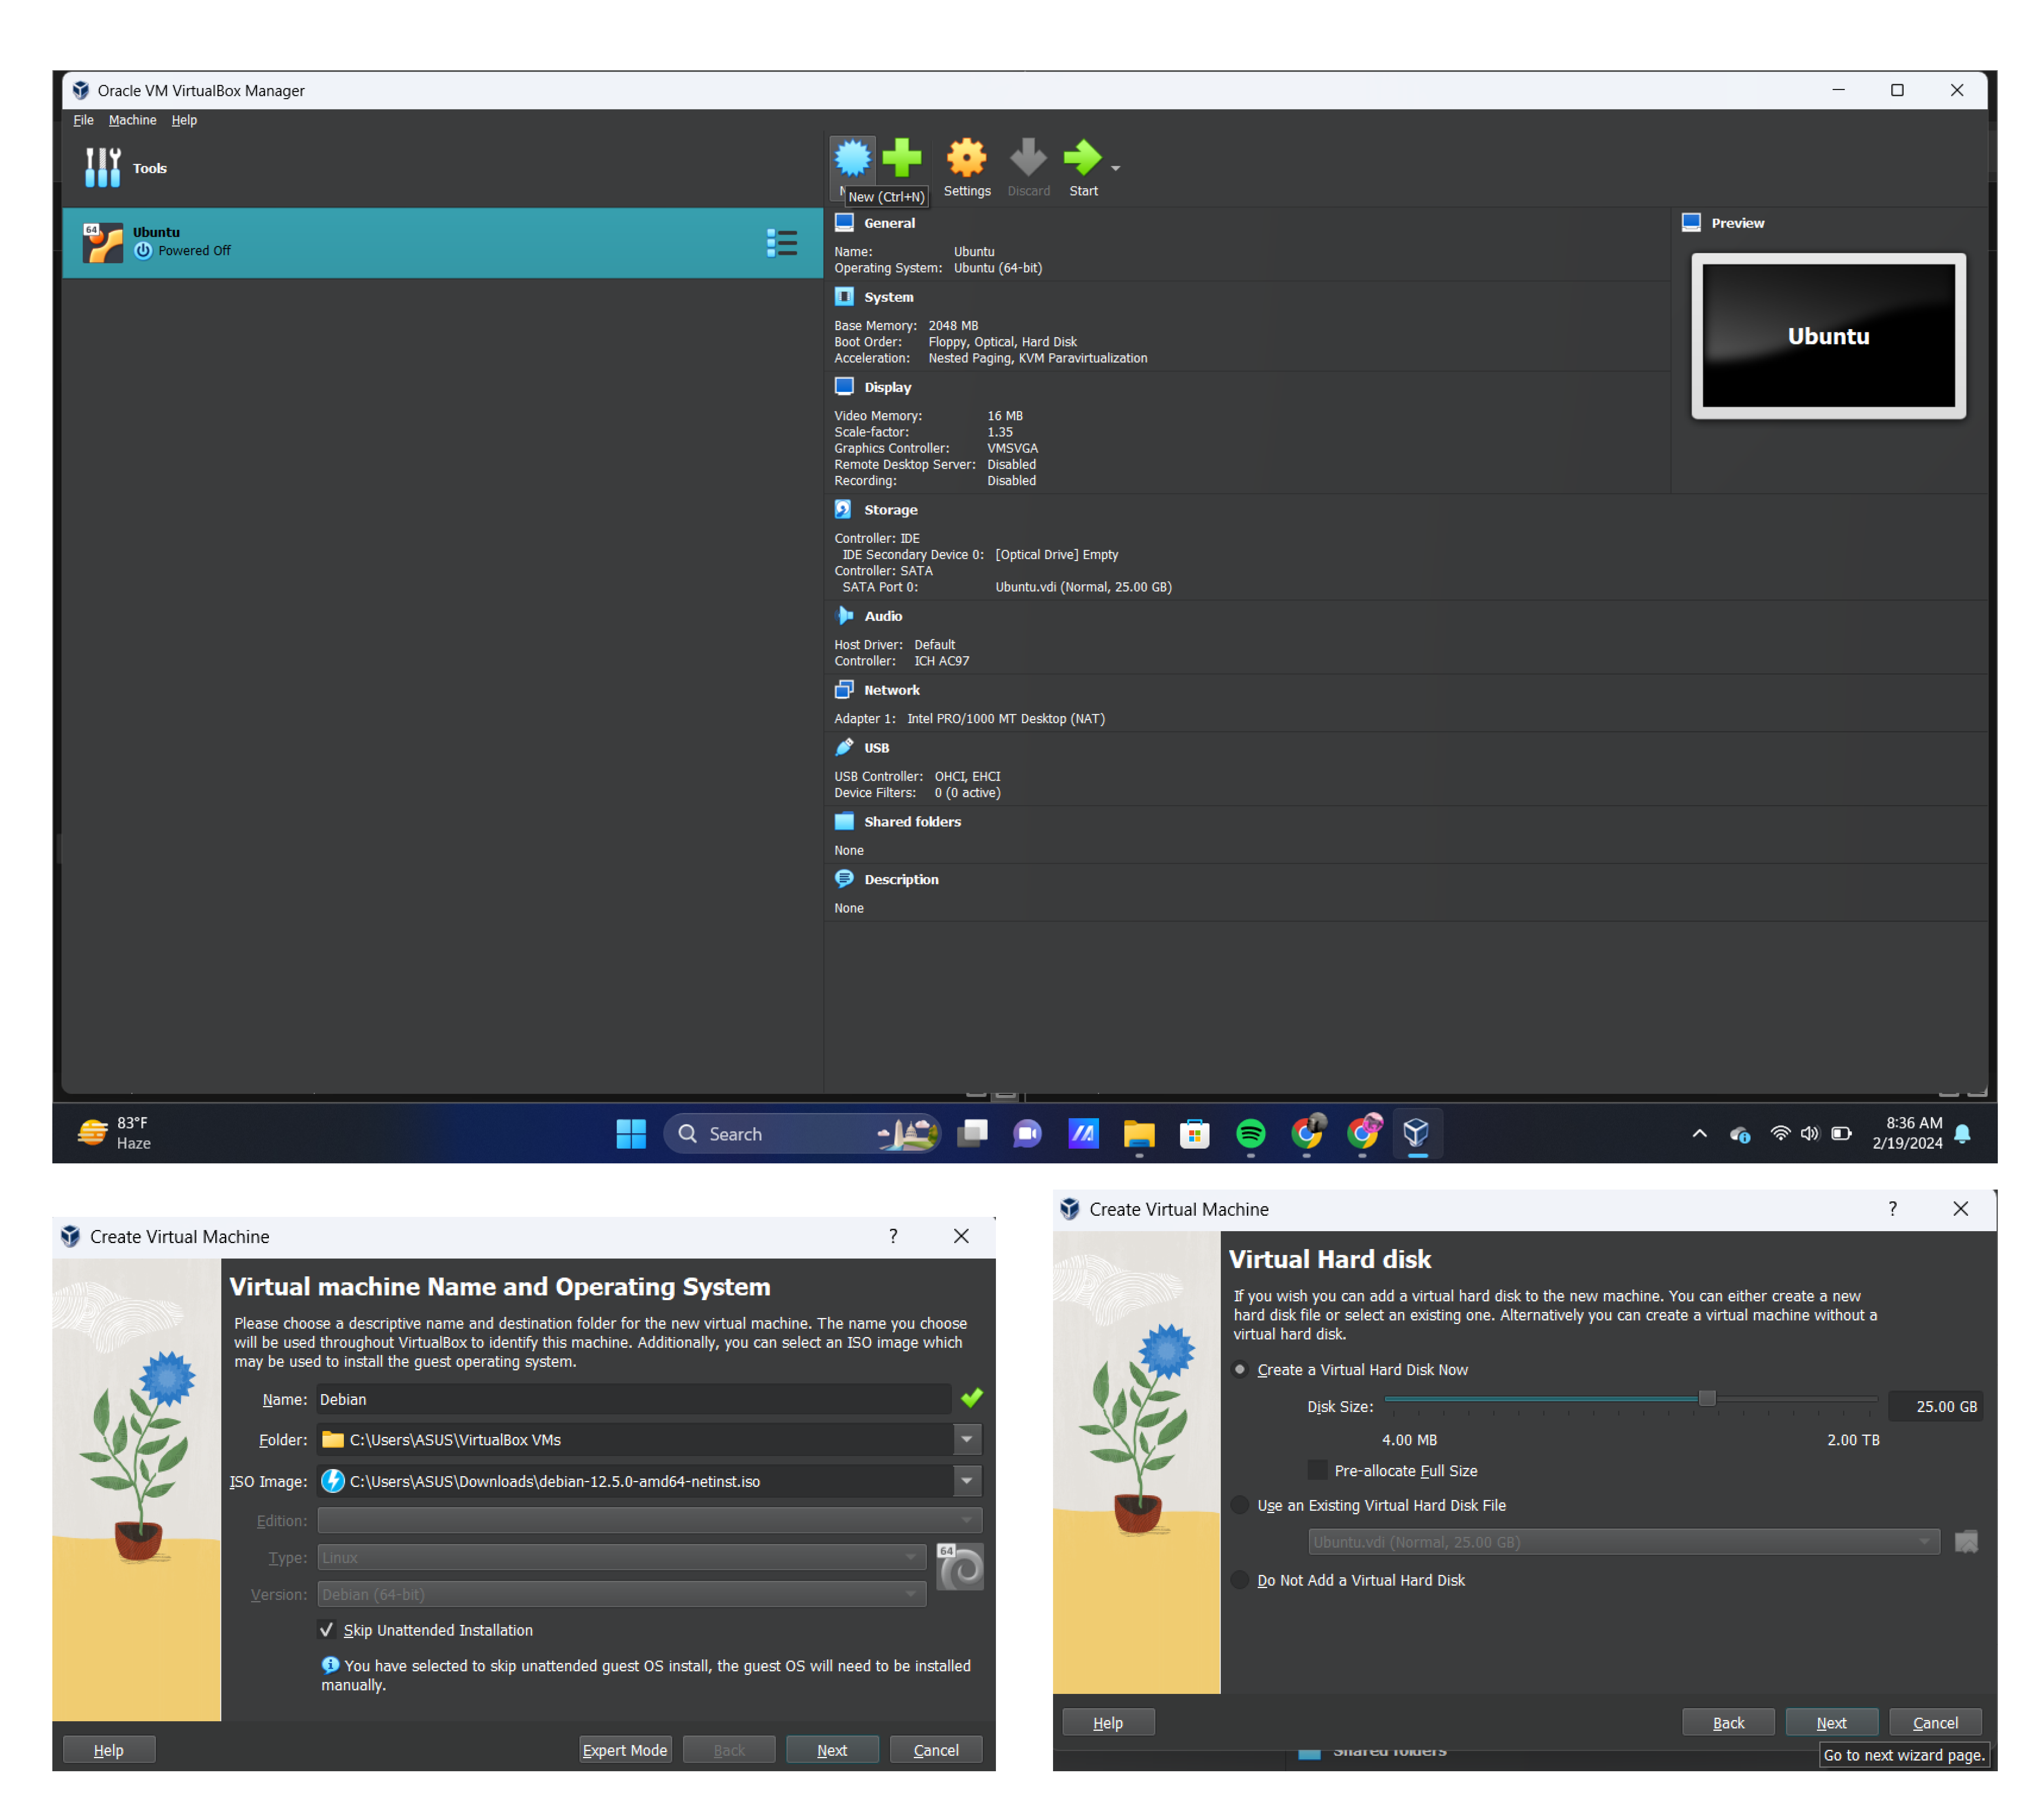 Oracle VM VirtualBox Manager
File Machine Help
Tools
New (Ctrl+N)
Settings Discard Start
64
Ubuntu
Powered Off
General
Name: Ubuntu
Operating System: Ubuntu (64-bit)
System
Base Memory: 2048 MB
Boot Order: Floppy, Optical, Hard Disk
Acceleration: Nested Paging, KVM Paravirtualization
Display
Video Memory: 16 MB
Scale-factor: 1.35
Graphics Controller: VMSVGA
Remote Desktop Server: Disabled
Recording: Disabled
Storage
Controller: IDE
IDE Secondary Device 0: [Optical Drive] Empty
Controller: SATA
SATA Port 0: Ubuntu.vdi (Normal, 25.00 GB)
Audio
Host Driver: Default
Controller: ICH AC97
Network
Adapter 1: Intel PRO/1000 MT Desktop (NAT)
USB
USB Controller: OHCI, EHCI
Device Filters: 0 (0 active)
Shared folders
None
Description
None
Preview
Ubuntu
83°F
Haze
Search
8:36 AM
2/19/2024
Create Virtual Machine
Virtual machine Name and Operating System
Please choose a descriptive name and destination folder for the new virtual machine. The name you choose
will be used throughout VirtualBox to identify this machine. Additionally, you can select an ISO image which
may be used to install the guest operating system.
Name: Debian
Folder: C:\Users\ASUS\VirtualBox VMs
ISO Image: C:\Users\ASUS\Downloads\debian-12.5.0-amd64-netinst.iso
Edition:
Type: Linux
64
Version: Debian (64-bit)
Skip Unattended Installation
You have selected to skip unattended guest OS install, the guest OS will need to be installed
manually.
Help Expert Mode Back Next Cancel
Create Virtual Machine
Virtual Hard disk
If you wish you can add a virtual hard disk to the new machine. You can either create a new
hard disk file or select an existing one. Alternatively you can create a virtual machine without a
virtual hard disk.
Create a Virtual Hard Disk Now
Disk Size: 25.00 GB
4.00 MB 2.00 TB
Pre-allocate Full Size
Use an Existing Virtual Hard Disk File
Ubuntu.vdi (Normal, 25.00 GB)
Do Not Add a Virtual Hard Disk
Help Back Next Cancel
Shared folders
Go to next wizard page.